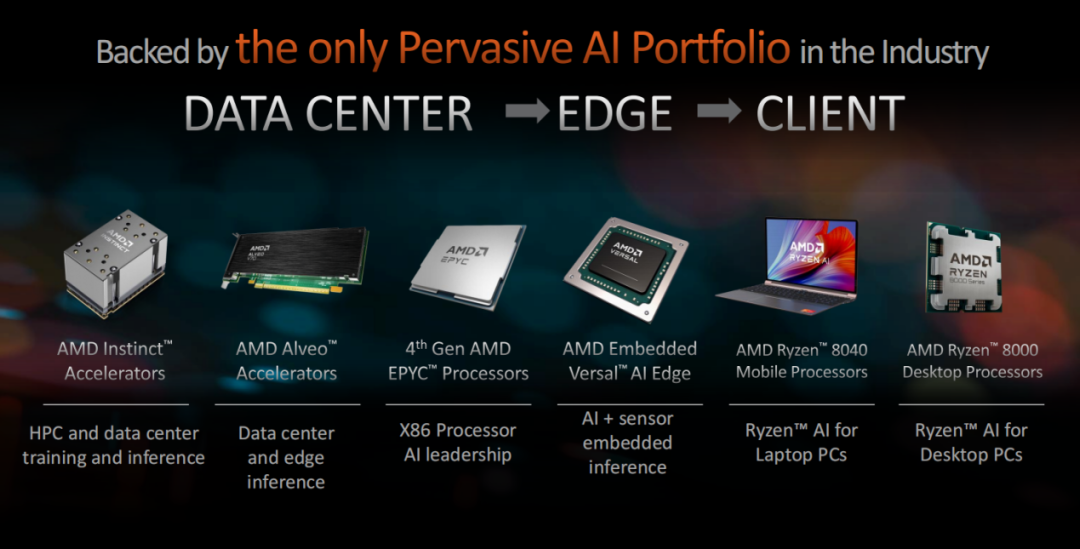 Backed by the only Pervasive AI Portfolio in the Industry
DATA CENTER → EDGE → CLIENT
AMD
INSTINCT
AMD
ALVEO
AMD
EPYC
AMD
VERSAL
AMD
RYZEN AI
AMD
RYZEN
8000 Series
AMD Instinct™
Accelerators
AMD Alveo™
Accelerators
4th Gen AMD
EPYC™ Processors
AMD Embedded
Versal™ AI Edge
AMD Ryzen™ 8040
Mobile Processors
AMD Ryzen™ 8000
Desktop Processors
HPC and data center
training and inference
Data center
and edge
inference
X86 Processor
AI leadership
AI + sensor
embedded
inference
Ryzen™ AI for
Laptop PCs
Ryzen™ AI for
Desktop PCs